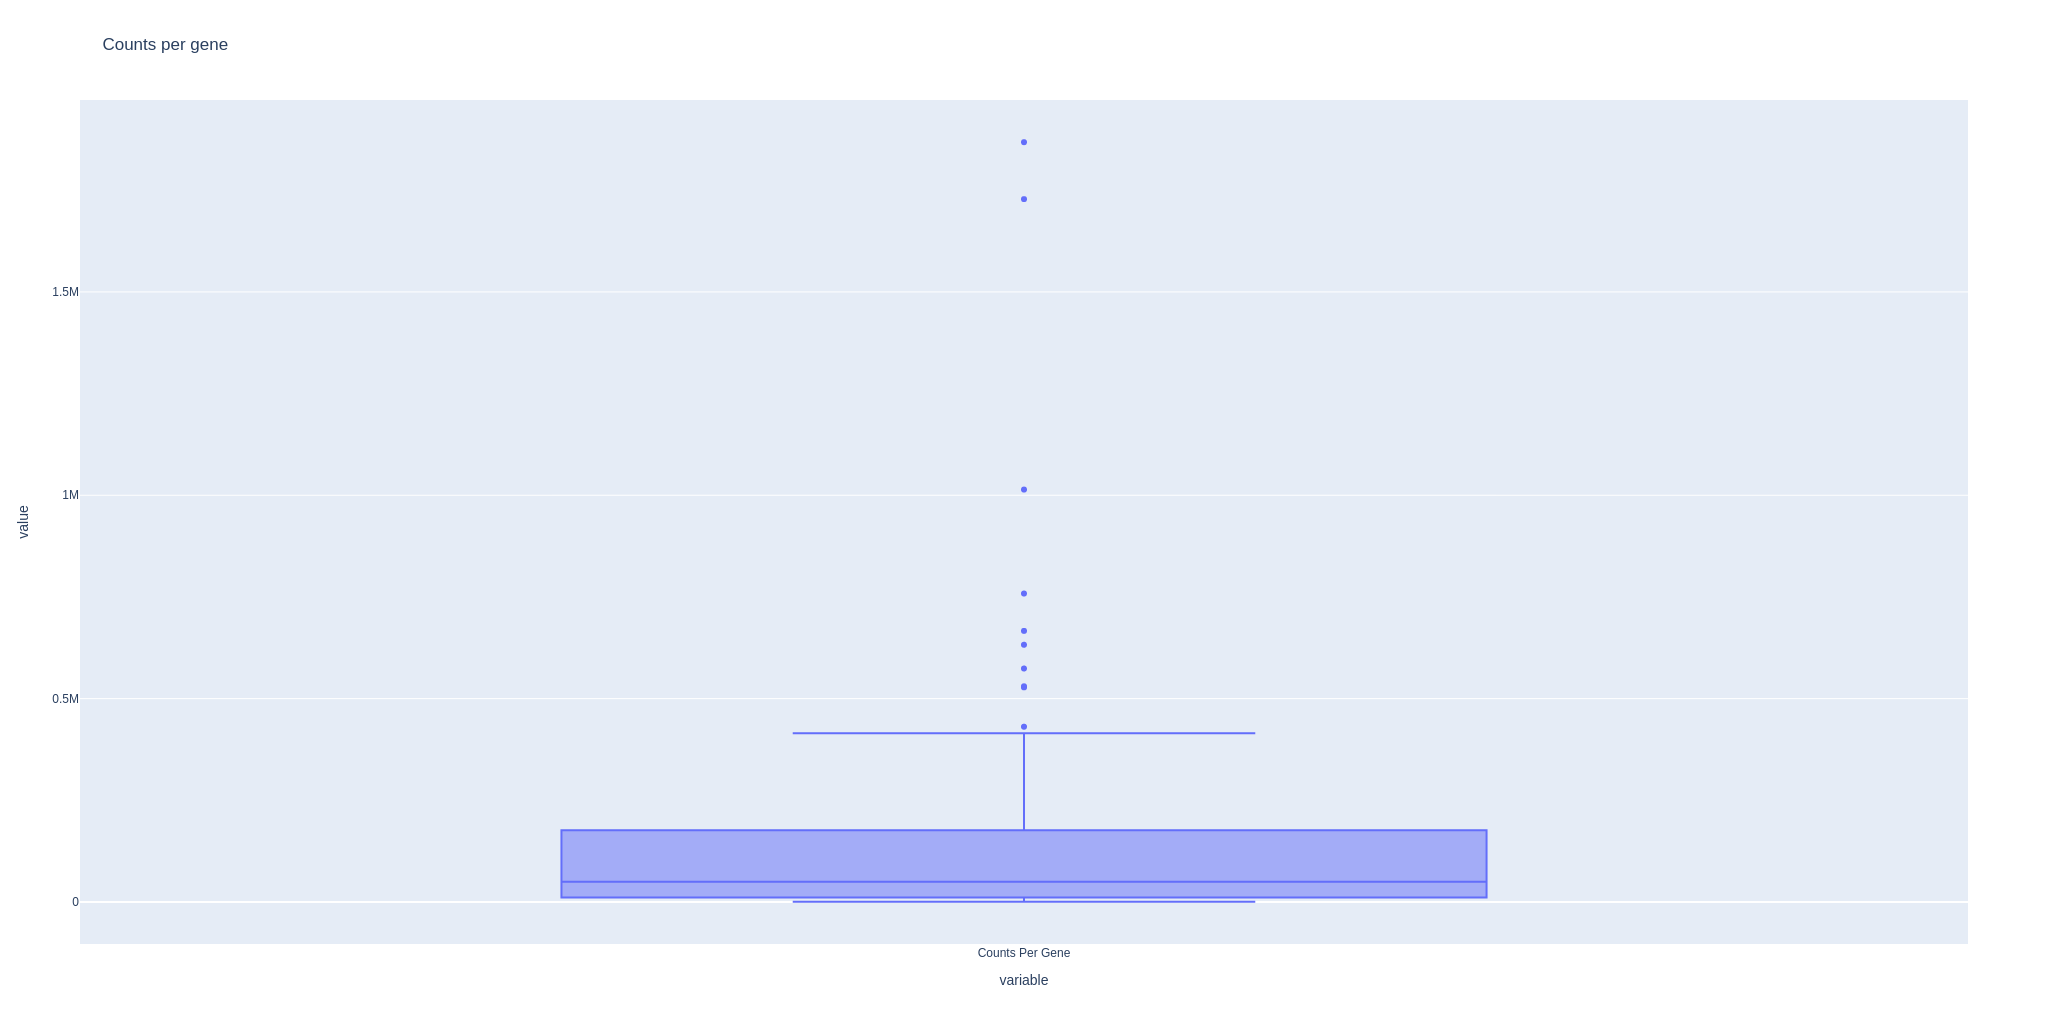 Counts per gene
1.5M
1M
0.5M
0
value
Counts Per Gene
variable